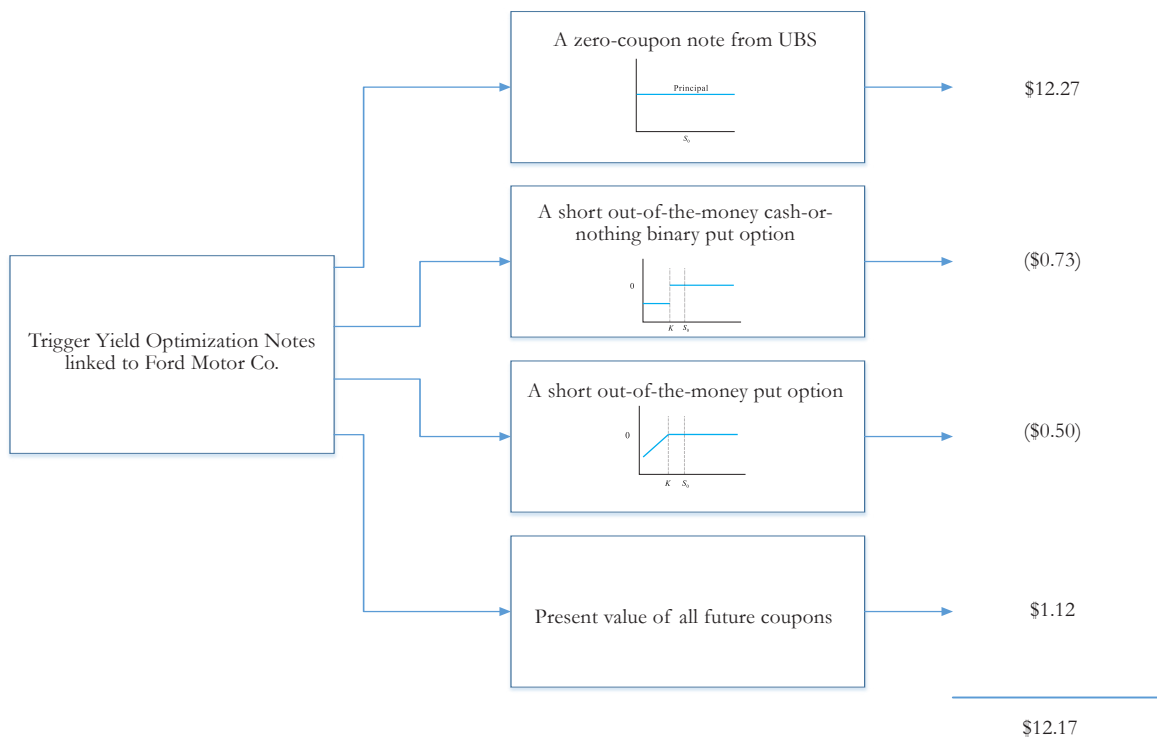 A zero-coupon note from UBS
Principal
S₀
$12.27
A short out-of-the-money cash-or-
nothing binary put option
0
K S₀
($0.73)
Trigger Yield Optimization Notes
linked to Ford Motor Co.
A short out-of-the-money put option
0
K S₀
($0.50)
Present value of all future coupons
$1.12
$12.17